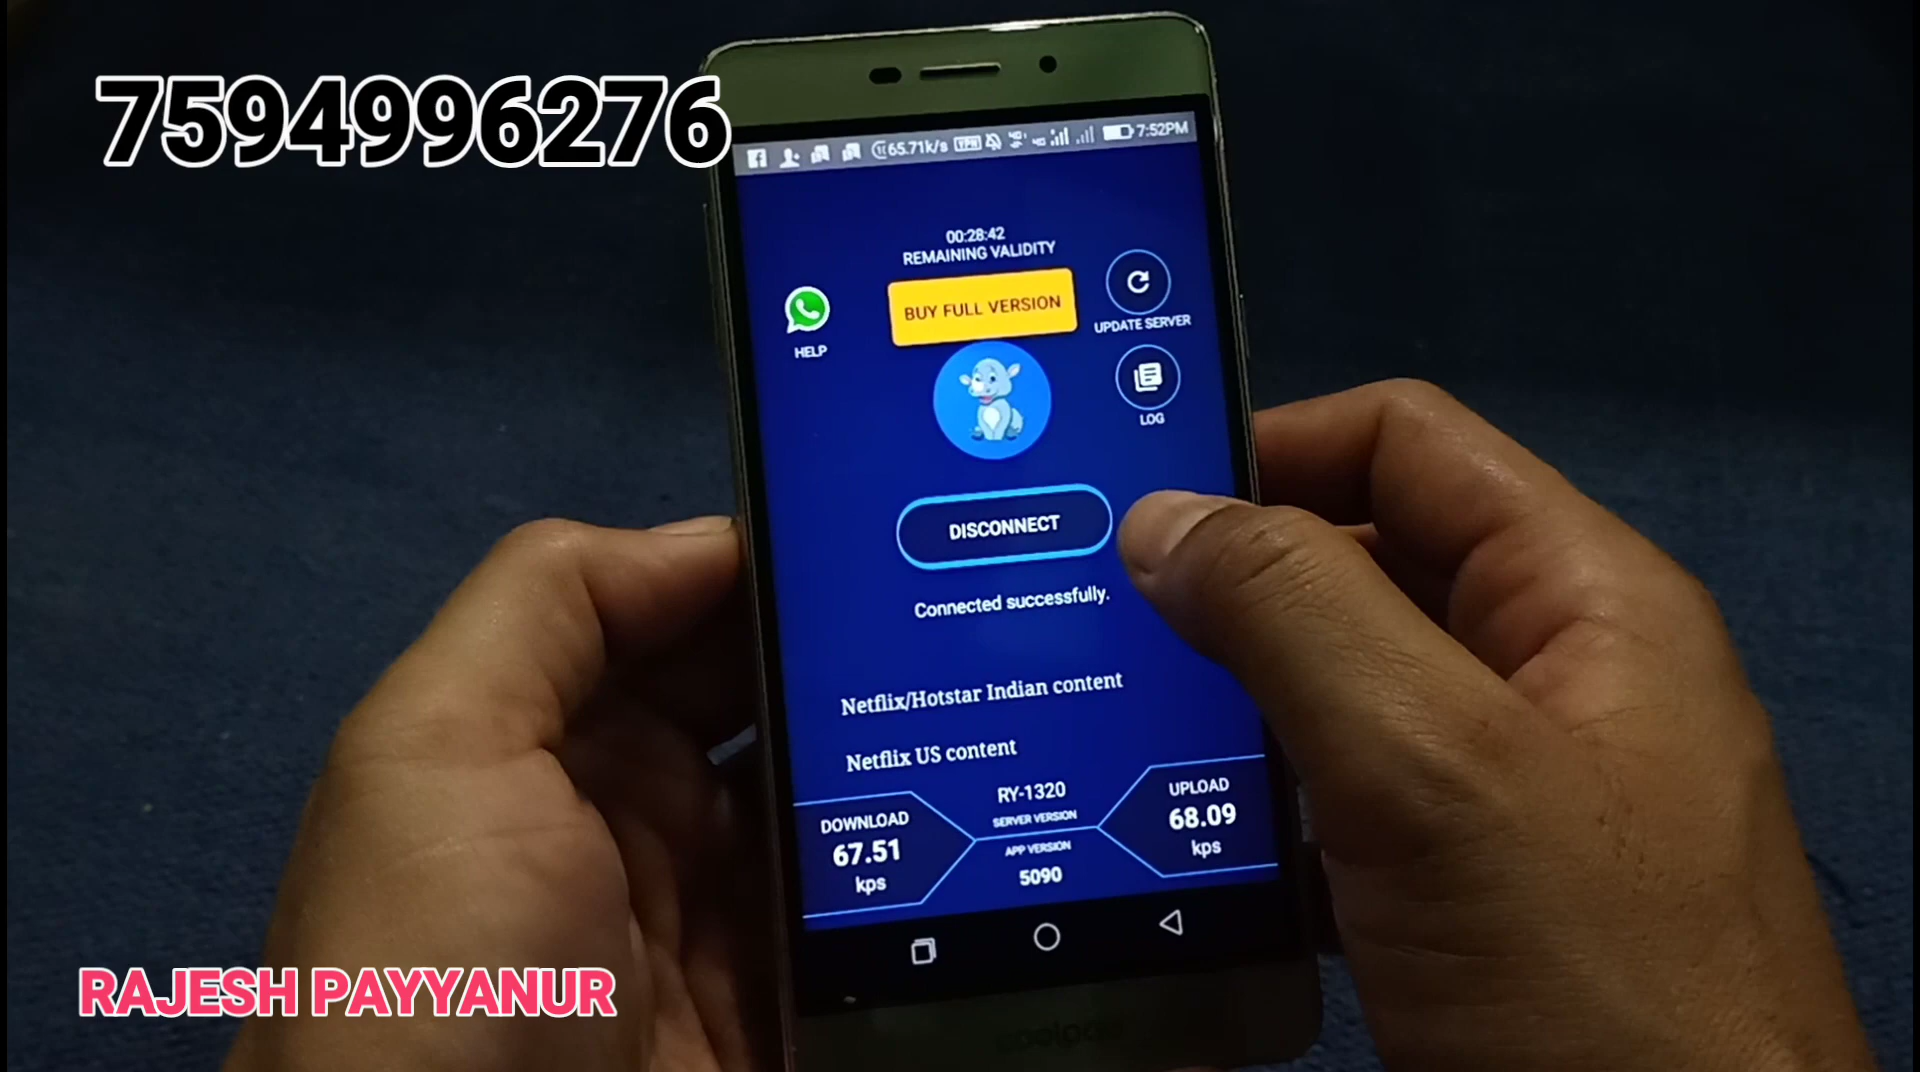 7594996276
65.71k/s VPN 7:52PM
00:28:42
REMAINING VALIDITY
BUY FULL VERSION
HELP
UPDATE SERVER
LOG
DISCONNECT
Connected successfully.
Netflix/Hotstar Indian content
Netflix US content
RY-1320
SERVER VERSION
DOWNLOAD
67.51
kps
APP VERSION
5090
UPLOAD
68.09
kps
RAJESH PAYYANUR